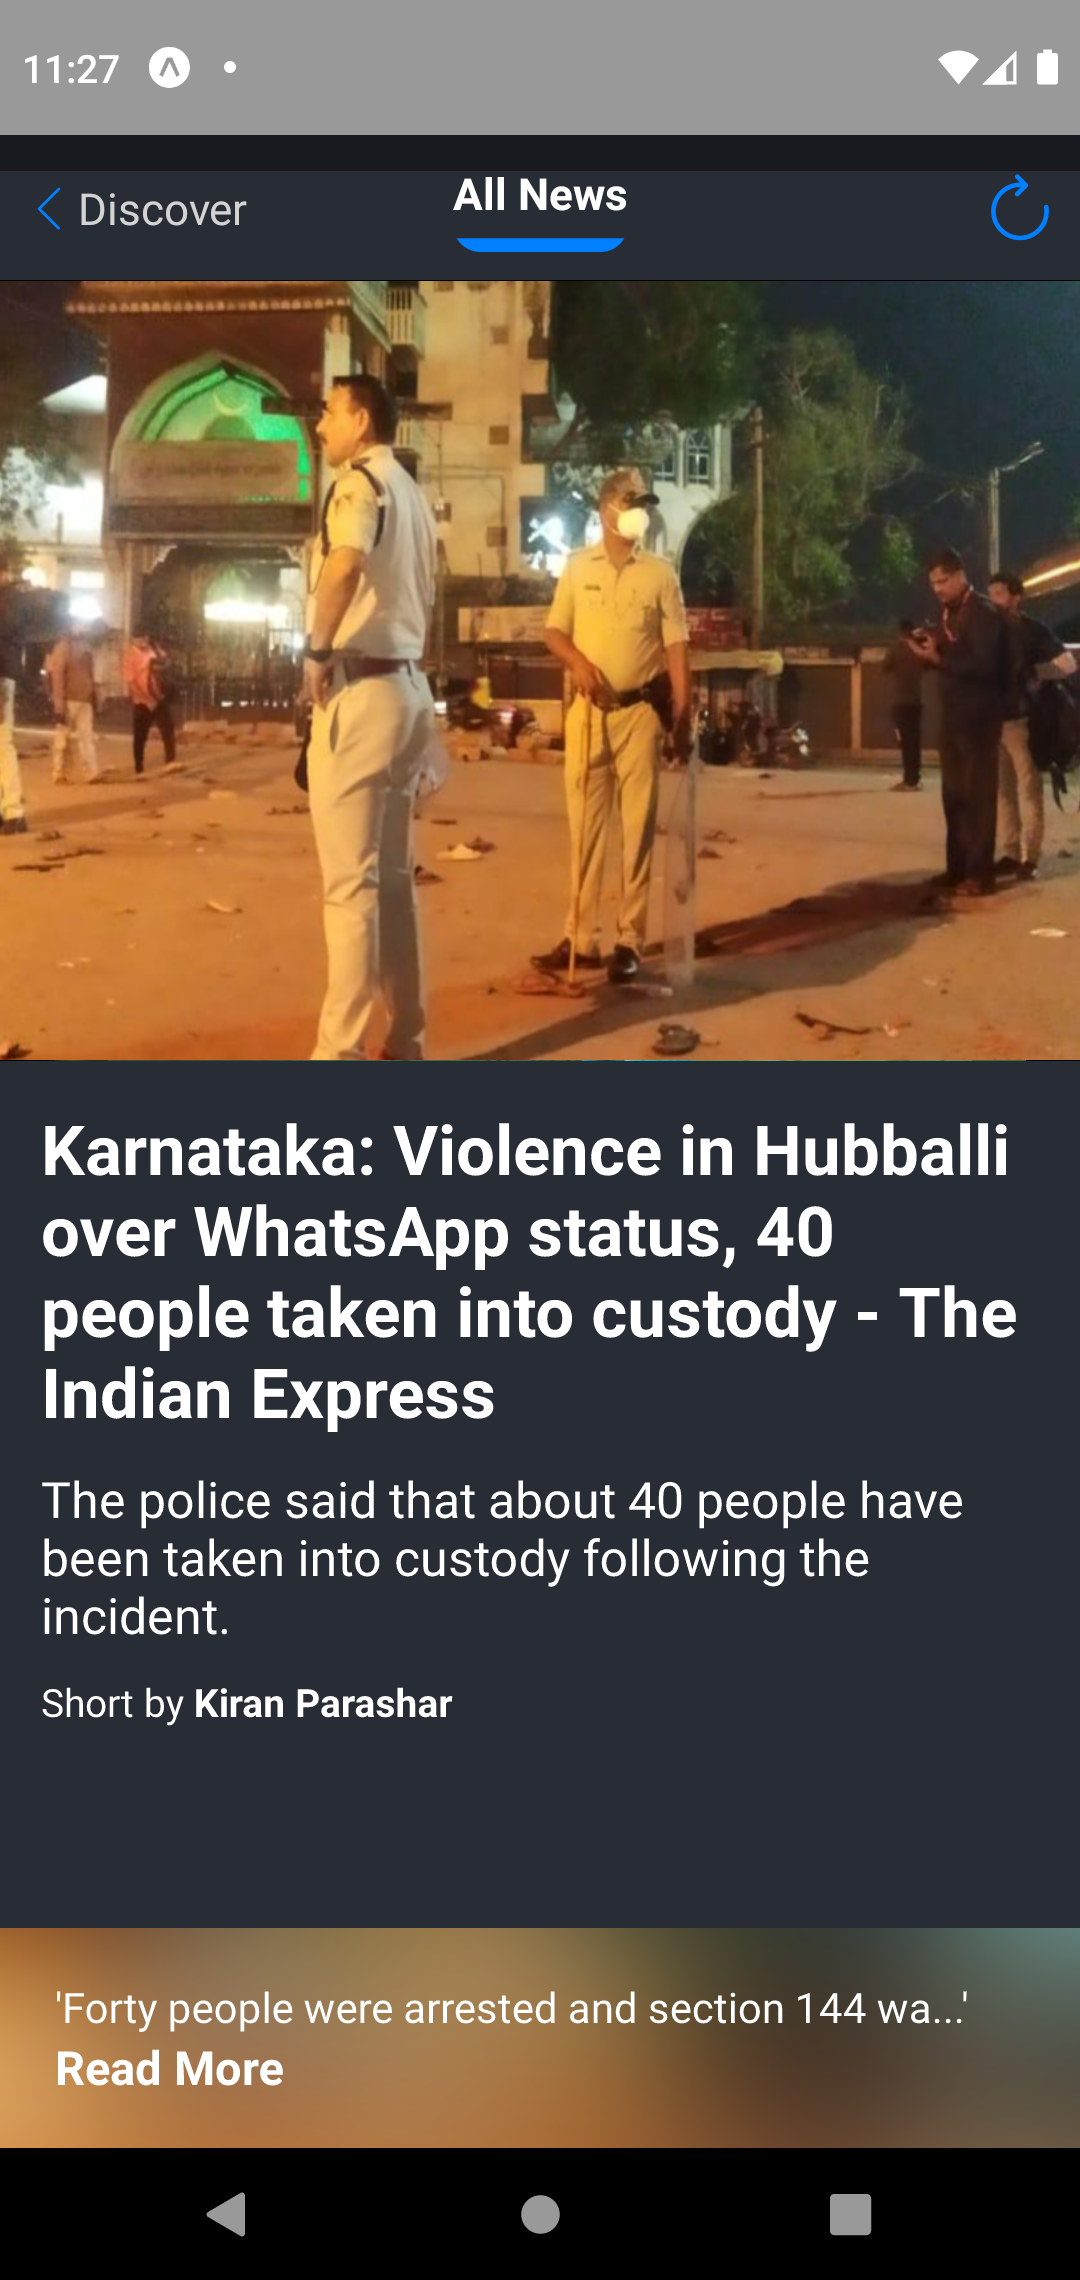 11:27
Discover
All News
Karnataka: Violence in Hubballi
over WhatsApp status, 40
people taken into custody - The
Indian Express
The police said that about 40 people have
been taken into custody following the
incident.
Short by Kiran Parashar
'Forty people were arrested and section 144 wa...'
Read More